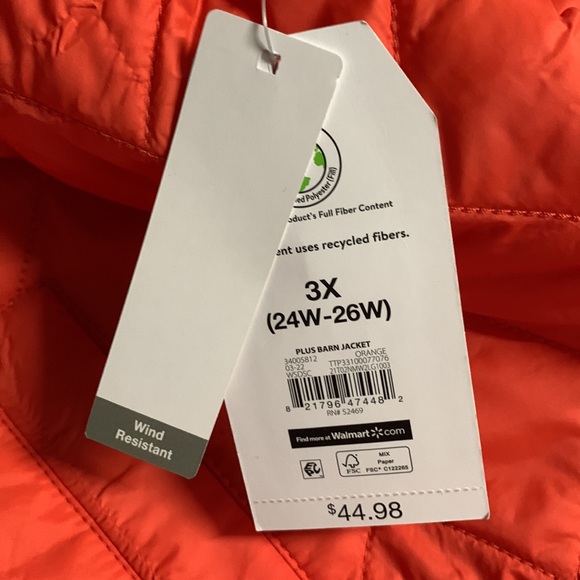 Polyester (Fill)
Full Fiber Content
uses recycled fibers.
3X
(24W-26W)
PLUS BARN JACKET
34005812 ORANGE
03-22 TTP33100077076
WSDSC 21T02NMW2LG1003
8 21796 47448 2
RN# 52469
Find more at Walmart.com
FSC
MIX
Paper
FSC® C122265
$44.98
Wind
Resistant